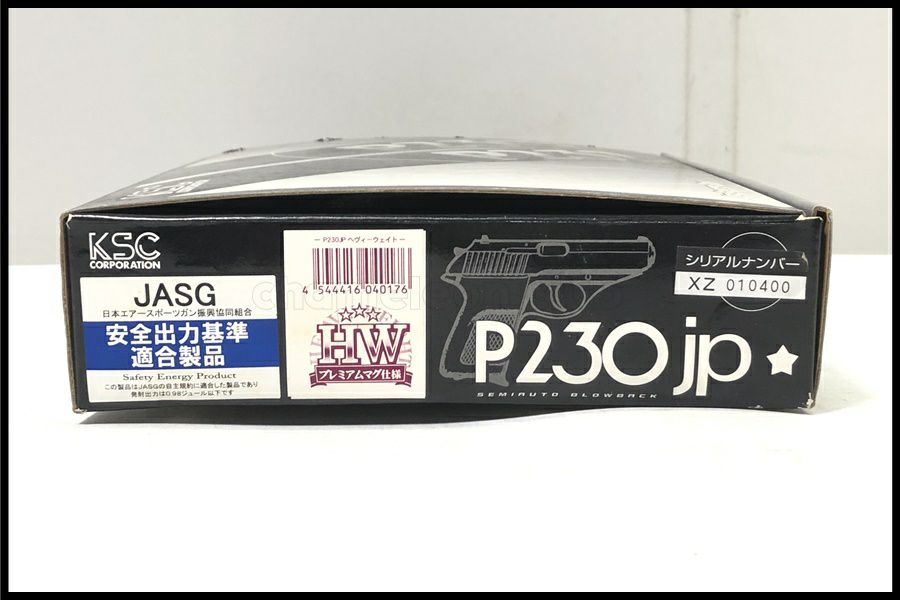 KSC
CORPORATION
JASG
日本エアースポーツガン振興協同組合
安全出力基準
適合製品
Safety Energy Product
この製品はJASGの自主規約に適合した製品であり
発射出力は0.98ジュール以下です
— P230JP ヘヴィーウェイト —
4 544416 040176
HW
プレミアムマグ仕様
P230 jp
SEMIAUTO BLOWBACK
シリアルナンバー
XZ 010400